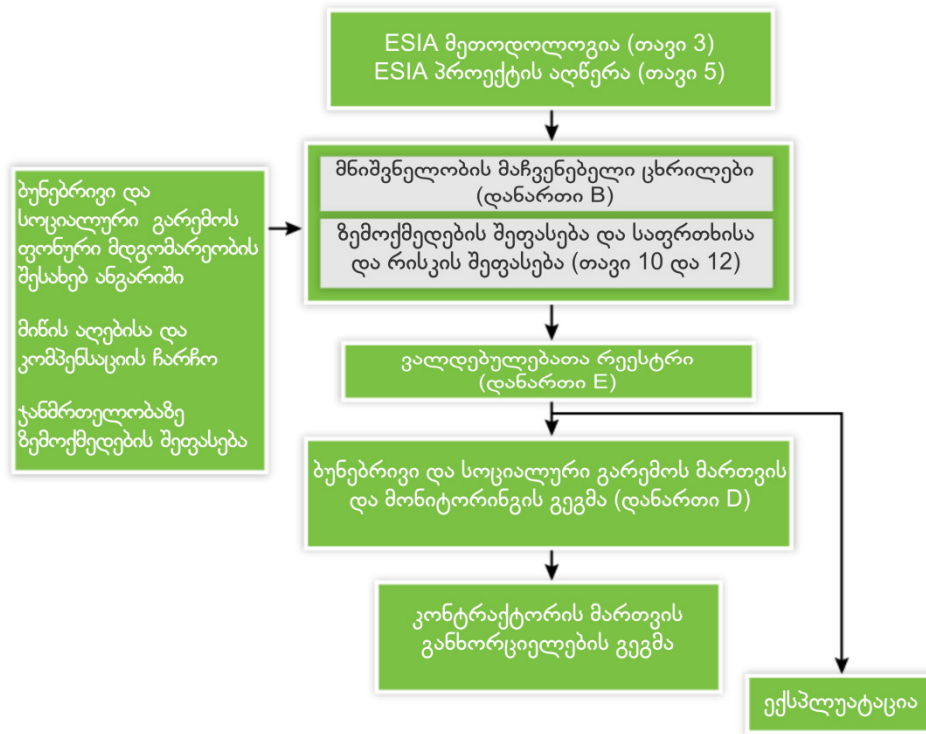 ESIA მეთოდოლოგია (თავი 3)
ESIA პროექტის აღწერა (თავი 5)
მნიშვნელობის მაჩვენებელი ცხრილები
(დანართი B)
ზემოქმედების შეფასება და საფრთხისა
და რისკის შეფასება (თავი 10 და 12)
ბუნებრივი და
სოციალური გარემოს
ფონური მდგომარეობის
შესახებ ანგარიში
მიწის აღებისა და
კომპენსაციის ჩარჩო
ჯანმრთელობაზე
ზემოქმედების შეფასება
ვალდებულებათა რეესტრი
(დანართი E)
ბუნებრივი და სოციალური გარემოს მართვის
და მონიტორინგის გეგმა (დანართი D)
კონტრაქტორის მართვის
განხორციელების გეგმა
ექსპლუატაცია